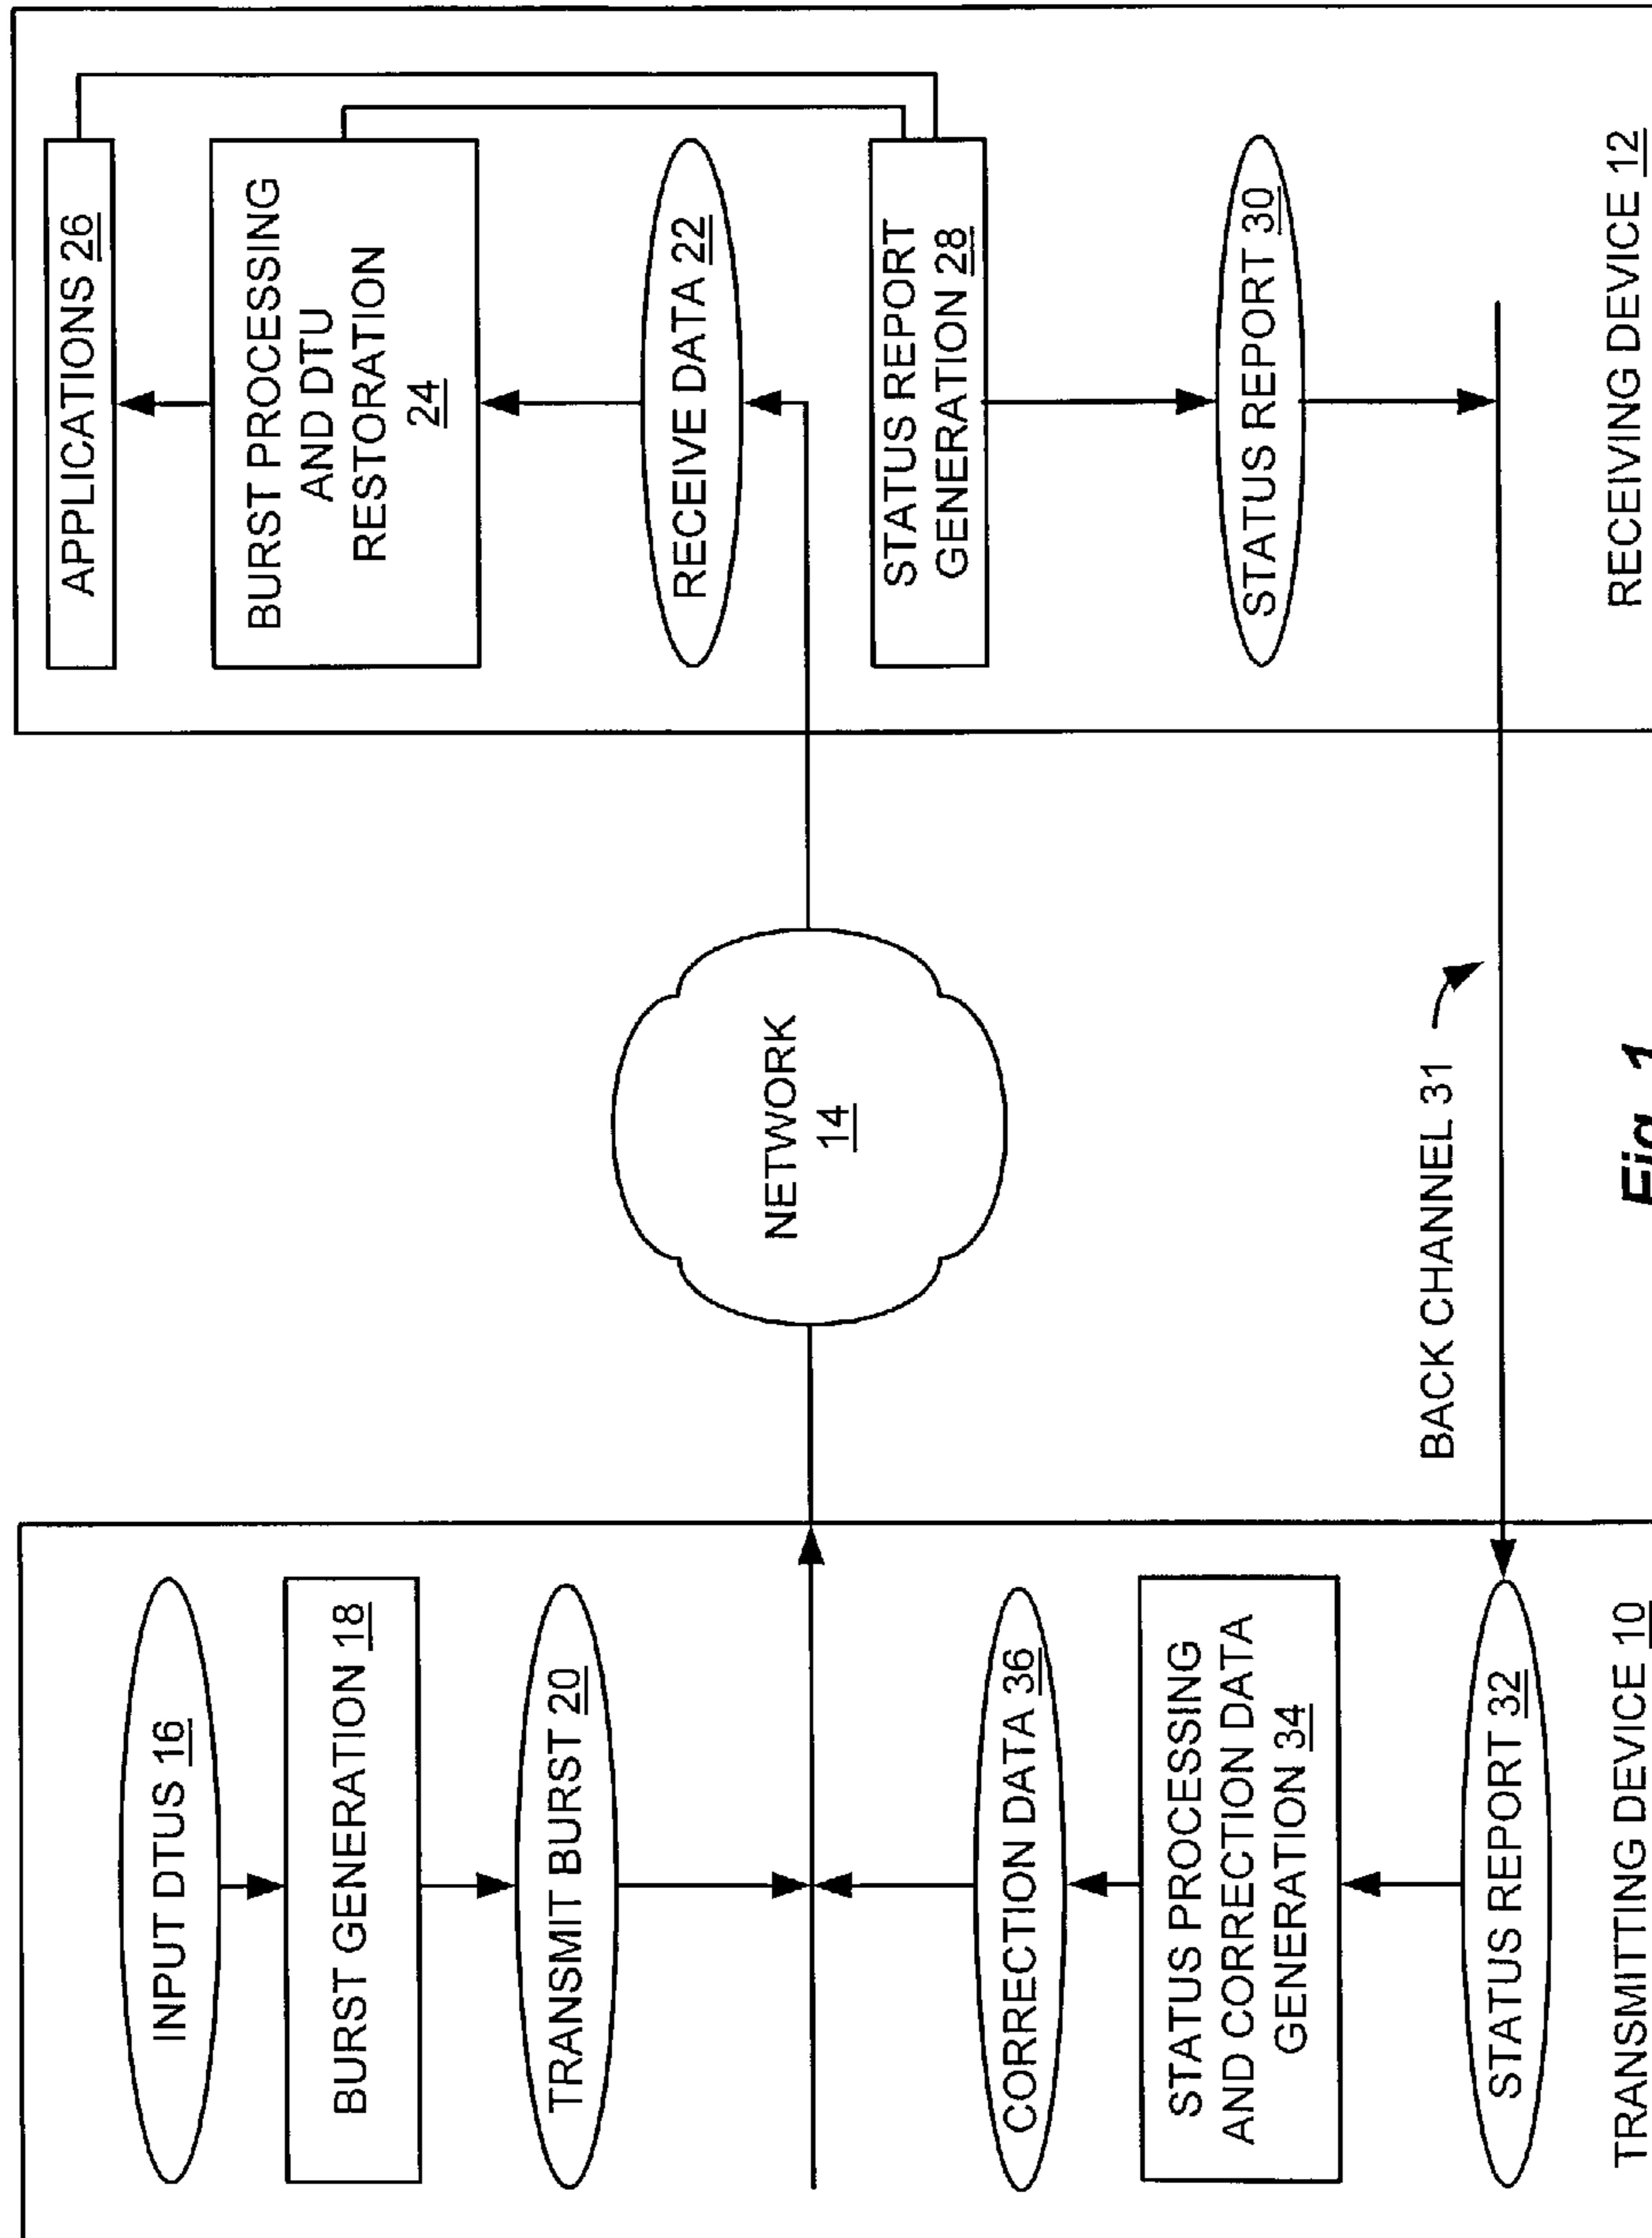 INPUT DTUS 16
BURST GENERATION 18
TRANSMIT BURST 20
CORRECTION DATA 36
STATUS PROCESSING
AND CORRECTION DATA
GENERATION 34
STATUS REPORT 32
TRANSMITTING DEVICE 10
NETWORK
14
BACK CHANNEL 31
Fig. 1
APPLICATIONS 26
BURST PROCESSING
AND DTU
RESTORATION
24
RECEIVE DATA 22
STATUS REPORT
GENERATION 28
STATUS REPORT 30
RECEIVING DEVICE 12